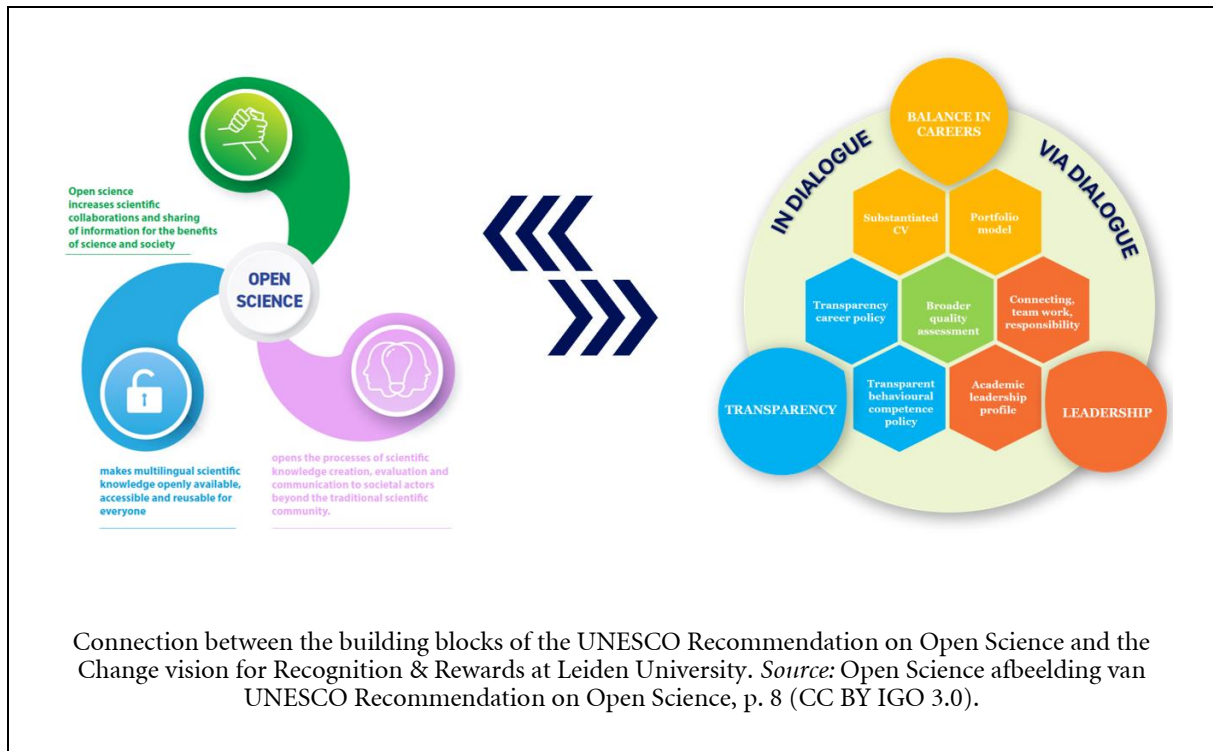 Open science
increases scientific
collaborations and sharing
of information for the benefits
of science and society
OPEN
SCIENCE
makes multilingual scientific
knowledge openly available,
accessible and reusable for
everyone
opens the processes of scientific
knowledge creation, evaluation and
communication to societal actors
beyond the traditional scientific
community.
BALANCE IN
CAREERS
IN DIALOGUE
VIA DIALOGUE
Substantiated
CV
Portfolio
model
Transparency
career policy
Broader
quality
assessment
Connecting,
team work,
responsibility
TRANSPARENCY
Transparent
behavioural
competence
policy
Academic
leadership
profile
LEADERSHIP
Connection between the building blocks of the UNESCO Recommendation on Open Science and the
Change vision for Recognition & Rewards at Leiden University. Source: Open Science afbeelding van
UNESCO Recommendation on Open Science, p. 8 (CC BY IGO 3.0).